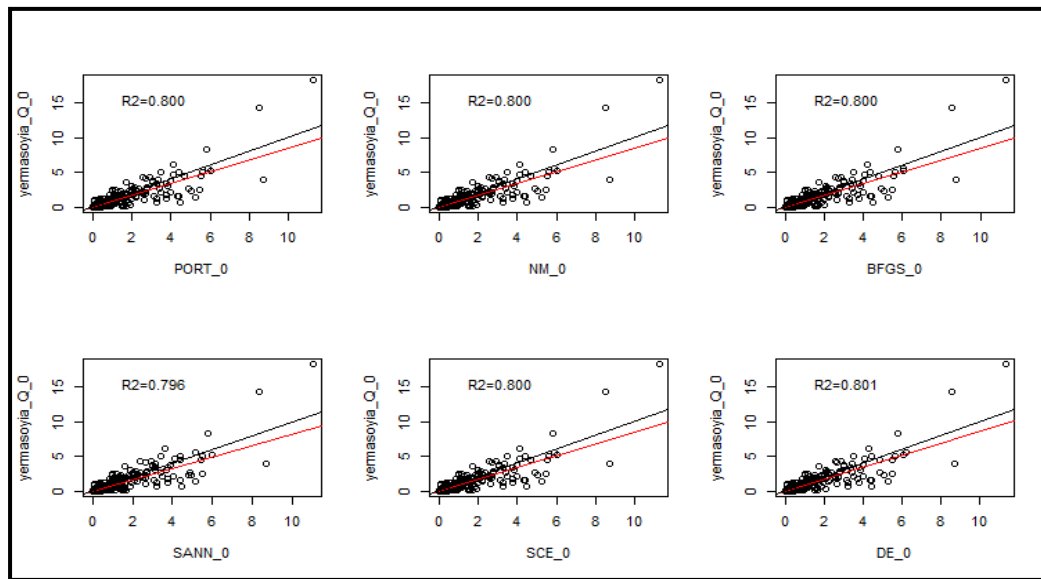 R2=0.800
yermasoyia_Q_0
0 5 10 15
0 2 4 6 8 10
PORT_0
R2=0.800
yermasoyia_Q_0
0 5 10 15
0 2 4 6 8 10
NM_0
R2=0.800
yermasoyia_Q_0
0 5 10 15
0 2 4 6 8 10
BFGS_0
R2=0.796
yermasoyia_Q_0
0 5 10 15
0 2 4 6 8 10
SANN_0
R2=0.800
yermasoyia_Q_0
0 5 10 15
0 2 4 6 8 10
SCE_0
R2=0.801
yermasoyia_Q_0
0 5 10 15
0 2 4 6 8 10
DE_0